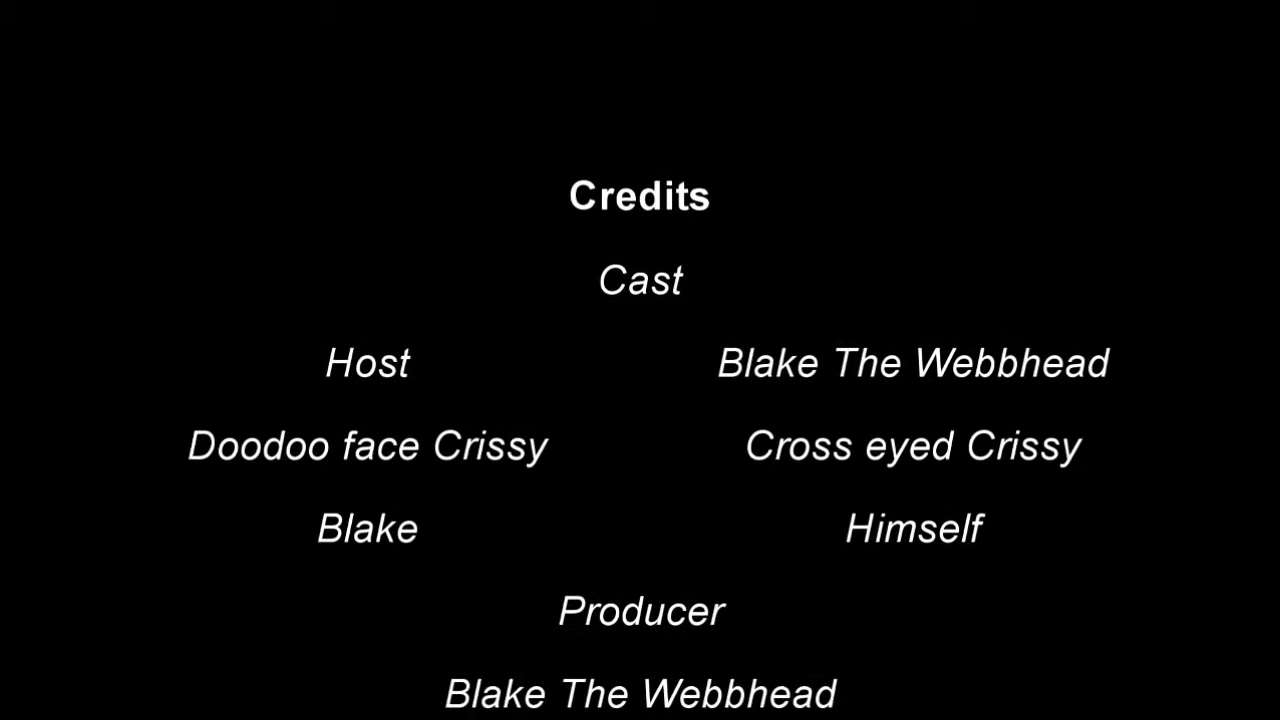 Credits
Cast
Host Blake The Webbhead
Doodoo face Crissy Cross eyed Crissy
Blake Himself
Producer
Blake The Webbhead